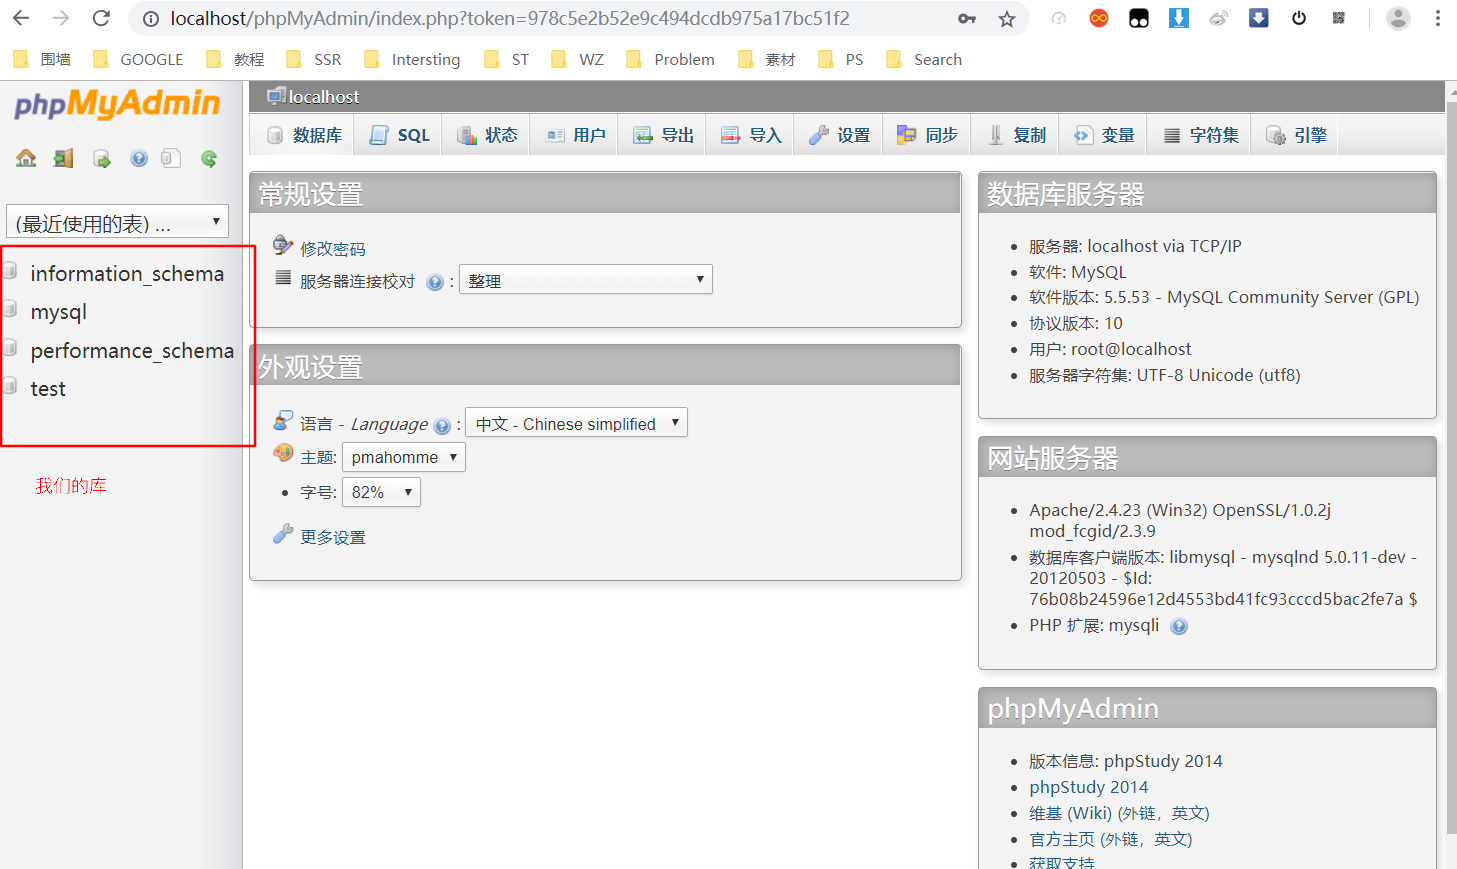 localhost/phpMyAdmin/index.php?token=978c5e2b52e9c494dcdb975a17bc51f2
围墙 GOOGLE 教程 SSR Intersting ST WZ Problem 素材 PS Search
phpMyAdmin
(最近使用的表) ...
information_schema
mysql
performance_schema
test
我们的库
localhost
数据库 SQL 状态 用户 导出 导入 设置 同步 复制 变量 字符集 引擎
常规设置
修改密码
服务器连接校对 : 整理
外观设置
语言 - Language : 中文 - Chinese simplified
主题: pmahomme
字号: 82%
更多设置
数据库服务器
服务器: localhost via TCP/IP
软件: MySQL
软件版本: 5.5.53 - MySQL Community Server (GPL)
协议版本: 10
用户: root@localhost
服务器字符集: UTF-8 Unicode (utf8)
网站服务器
Apache/2.4.23 (Win32) OpenSSL/1.0.2j
mod_fcgid/2.3.9
数据库客户端版本: libmysql - mysqlnd 5.0.11-dev -
20120503 - $Id:
76b08b24596e12d4553bd41fc93cccd5bac2fe7a $
PHP 扩展: mysqli
phpMyAdmin
版本信息: phpStudy 2014
phpStudy 2014
维基 (Wiki) (外链，英文)
官方主页 (外链，英文)
获取支持